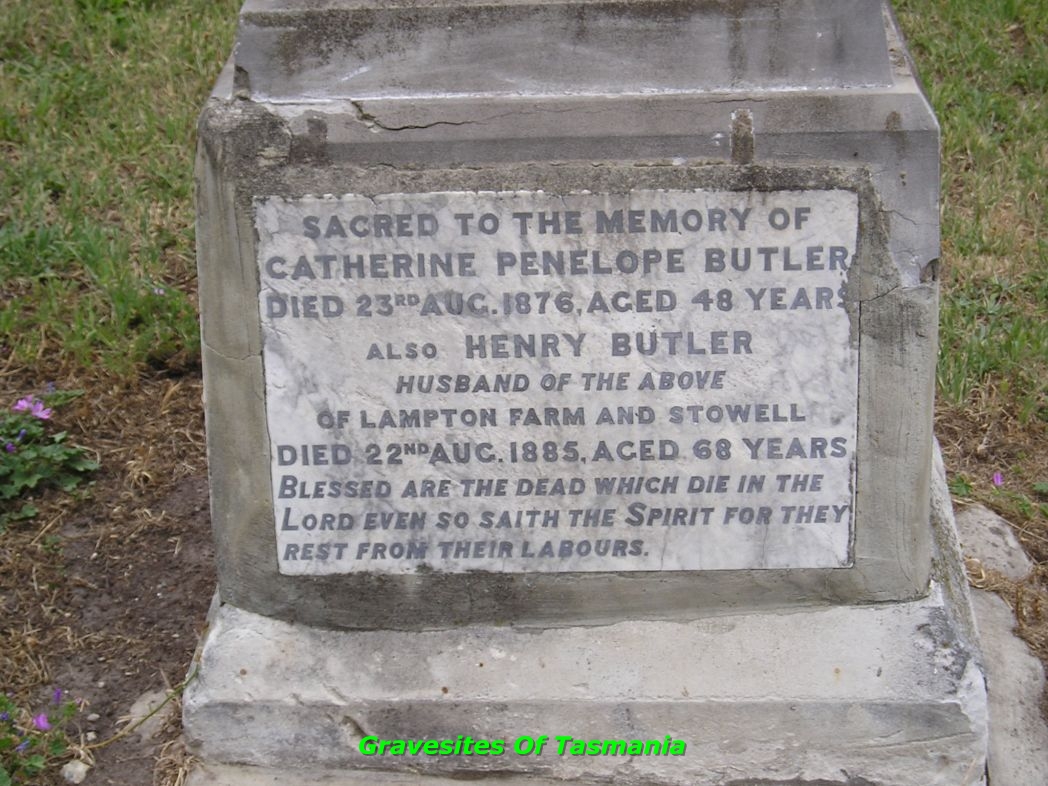 SACRED TO THE MEMORY OF
CATHERINE PENELOPE BUTLER
DIED 23RD AUG. 1876, AGED 48 YEARS
ALSO HENRY BUTLER
HUSBAND OF THE ABOVE
OF LAMPTON FARM AND STOWELL
DIED 22ND AUG. 1885, AGED 68 YEARS
BLESSED ARE THE DEAD WHICH DIE IN THE
LORD EVEN SO SAITH THE SPIRIT FOR THEY
REST FROM THEIR LABOURS.
Gravesites Of Tasmania